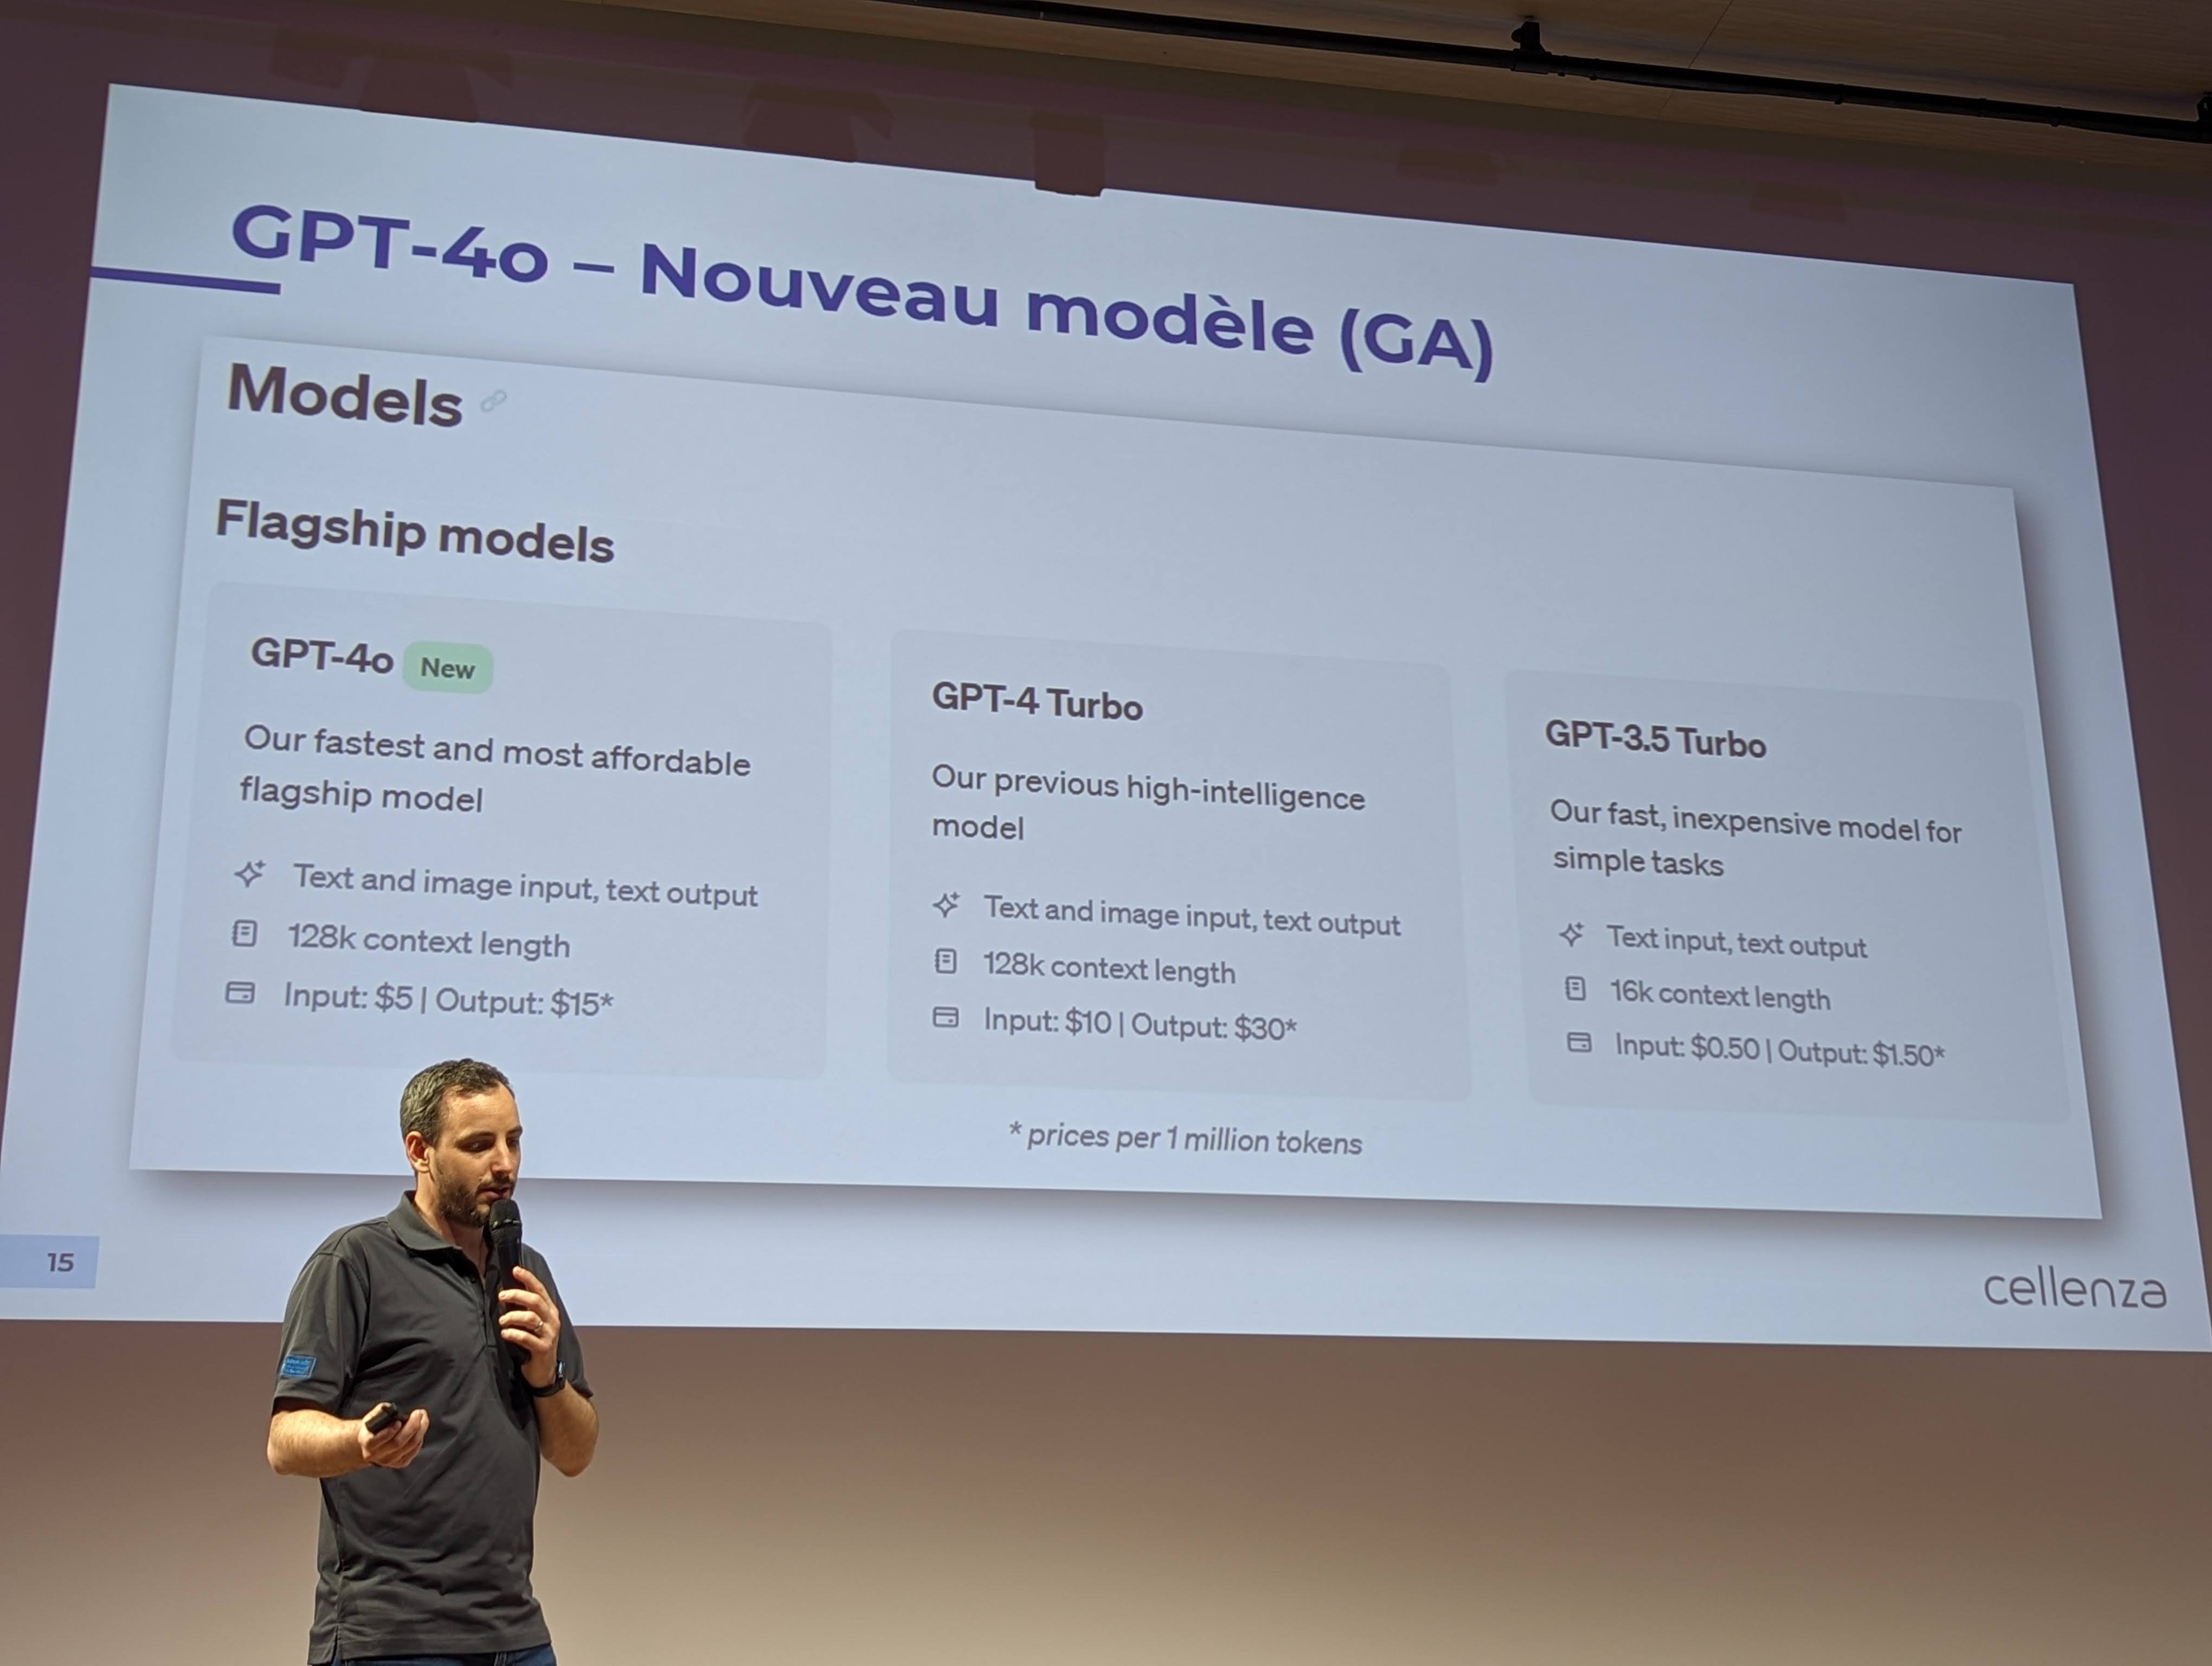 GPT-4o – Nouveau modèle (GA)
Models
Flagship models
GPT-4o New
Our fastest and most affordable
flagship model
Text and image input, text output
128k context length
Input: $5 | Output: $15*
GPT-4 Turbo
Our previous high-intelligence
model
Text and image input, text output
128k context length
Input: $10 | Output: $30*
GPT-3.5 Turbo
Our fast, inexpensive model for
simple tasks
Text input, text output
16k context length
Input: $0.50 | Output: $1.50*
* prices per 1 million tokens
15
cellenza